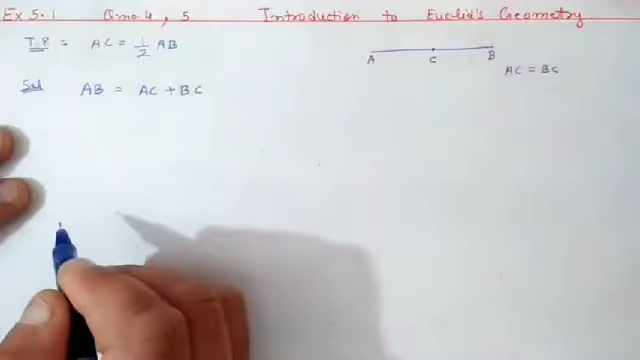 Ex 5.1 Q.no. 4, 5 Introduction to Euclid's Geometry
T.P : AC = 1/2 AB
A C B
AC = BC
Sol AB = AC + BC